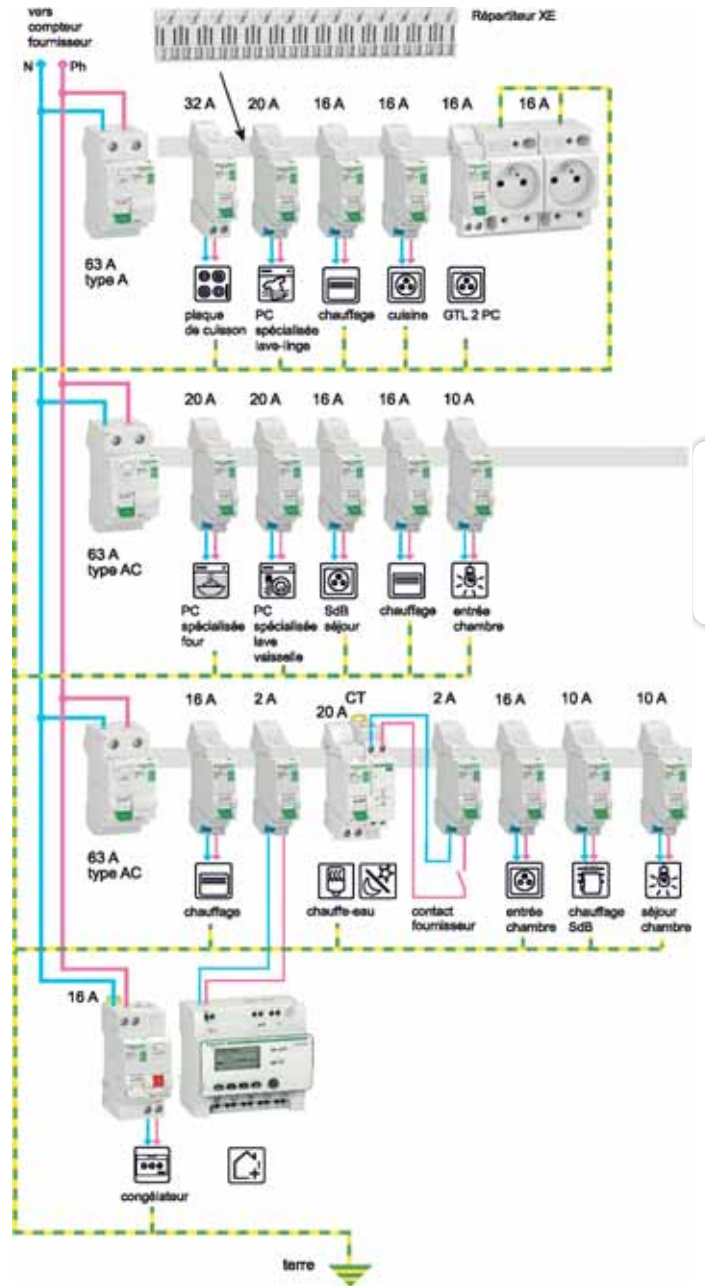 vers
compteur
fournisseur
Répartiteur XE
N
Ph
32 A
20 A
16 A
16 A
16 A
16 A
63 A
type A
plaque
de cuisson
PC
spécialisée
lave-linge
chauffage
cuisine
GTL 2 PC
20 A
20 A
16 A
16 A
10 A
63 A
type AC
PC
spécialisée
four
PC
spécialisée
lave
vaisselle
SdB
séjour
chauffage
entrée
chambre
16 A
2 A
CT
20 A
2 A
16 A
10 A
10 A
63 A
type AC
chauffage
chauffe-eau
contact
fournisseur
entrée
chambre
chauffage
SdB
séjour
chambre
16 A
congélateur
terre